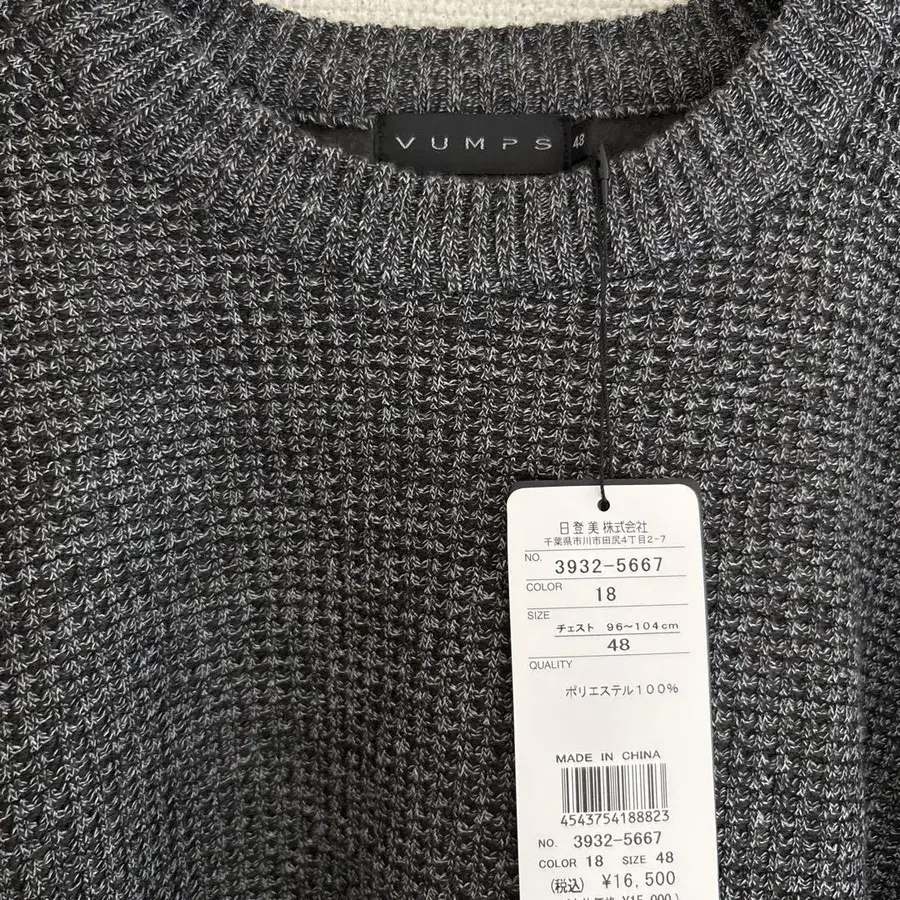 VUMPS
48
日登美株式会社
千葉県市川市田尻4丁目2-7
NO. 3932-5667
COLOR 18
SIZE
チェスト 96~104cm
48
QUALITY
ポリエステル100%
MADE IN CHINA
4543754188823
NO. 3932-5667
COLOR 18 SIZE 48
(税込) ¥16,500
¥15,000)